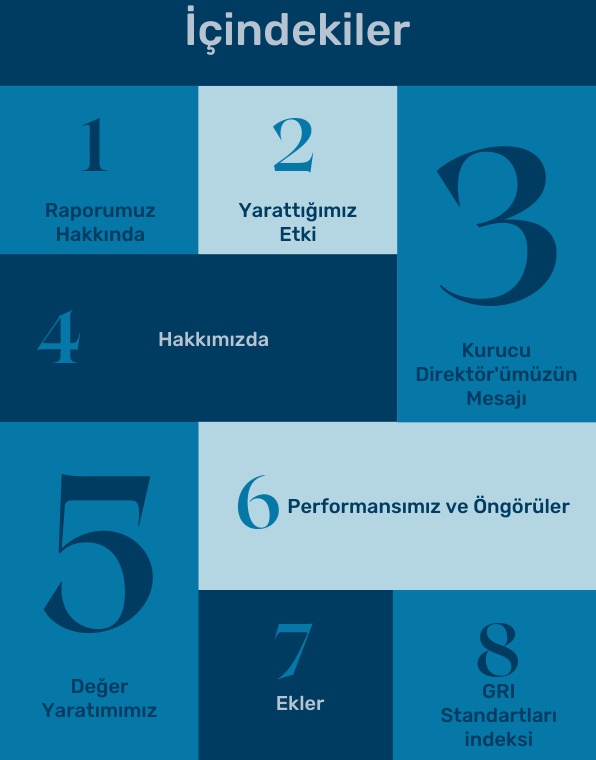 İçindekiler
1
Raporumuz
Hakkında
2
Yarattığımız
Etki
3
Kurucu
Direktör'ümüzün
Mesajı
4
Hakkımızda
5
Değer
Yaratımımız
6
Performansımız ve Öngörüler
7
Ekler
8
GRI
Standartları
indeksi